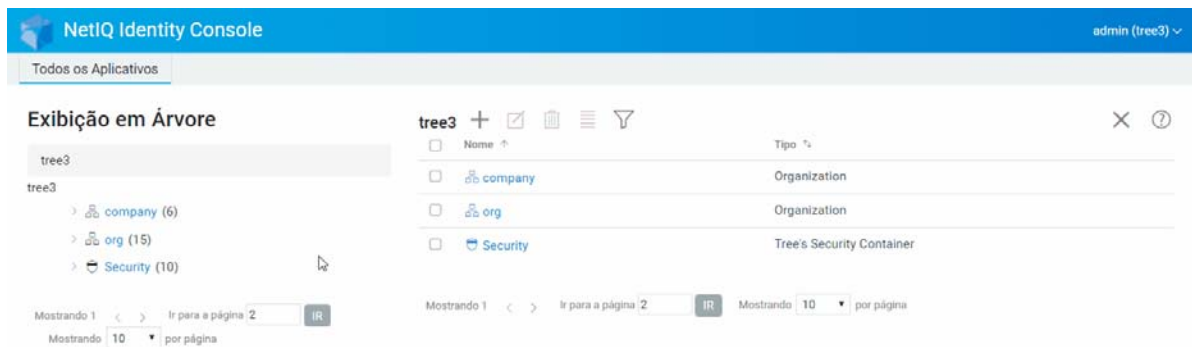 NetIQ Identity Console
admin (tree3)
Todos os Aplicativos
Exibição em Árvore
tree3
tree3
company (6)
org (15)
Security (10)
Mostrando 1 Ir para a página 2 IR
Mostrando 10 por página
tree3
Nome Tipo
company Organization
org Organization
Security Tree's Security Container
Mostrando 1 Ir para a página 2 IR Mostrando 10 por página